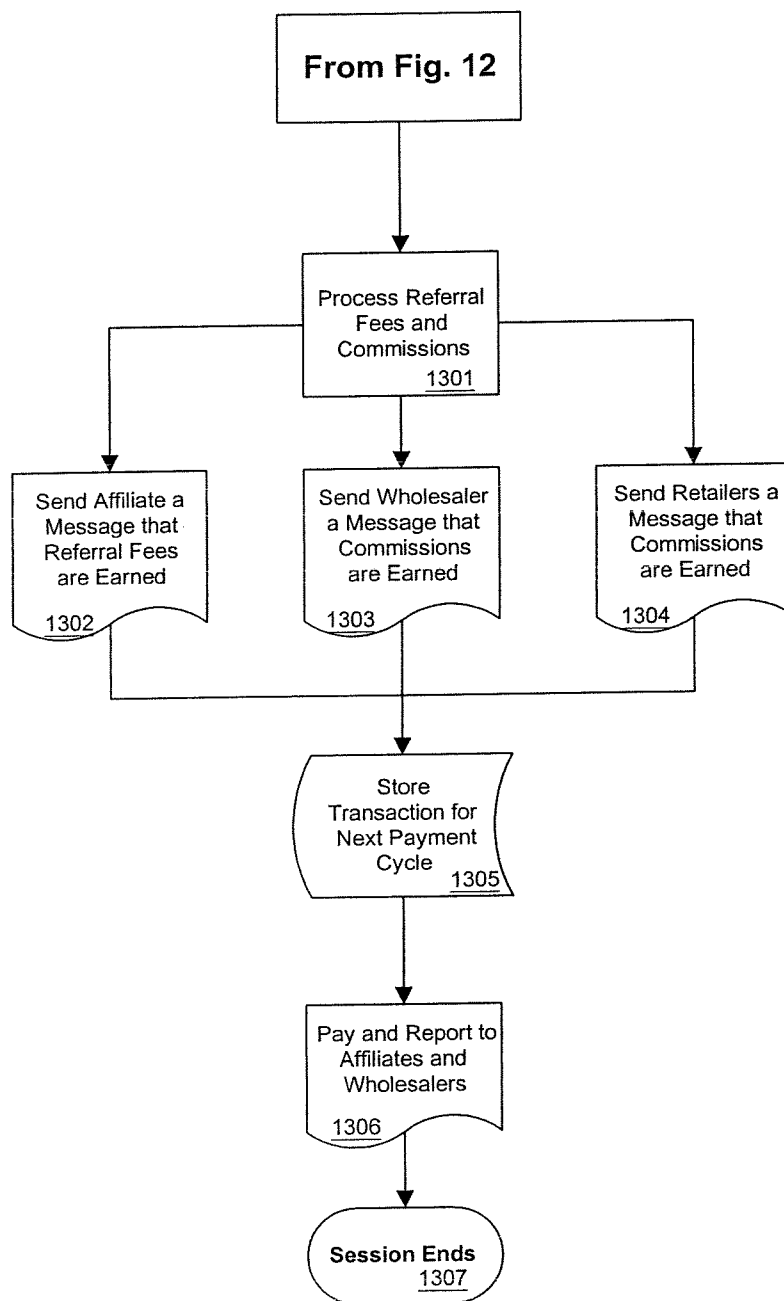 From Fig. 12
Process Referral
Fees and
Commissions
1301
Send Affiliate a
Message that
Referral Fees
are Earned
1302
Send Wholesaler
a Message that
Commissions
are Earned
1303
Send Retailers a
Message that
Commissions
are Earned
1304
Store
Transaction for
Next Payment
Cycle
1305
Pay and Report to
Affiliates and
Wholesalers
1306
Session Ends
1307